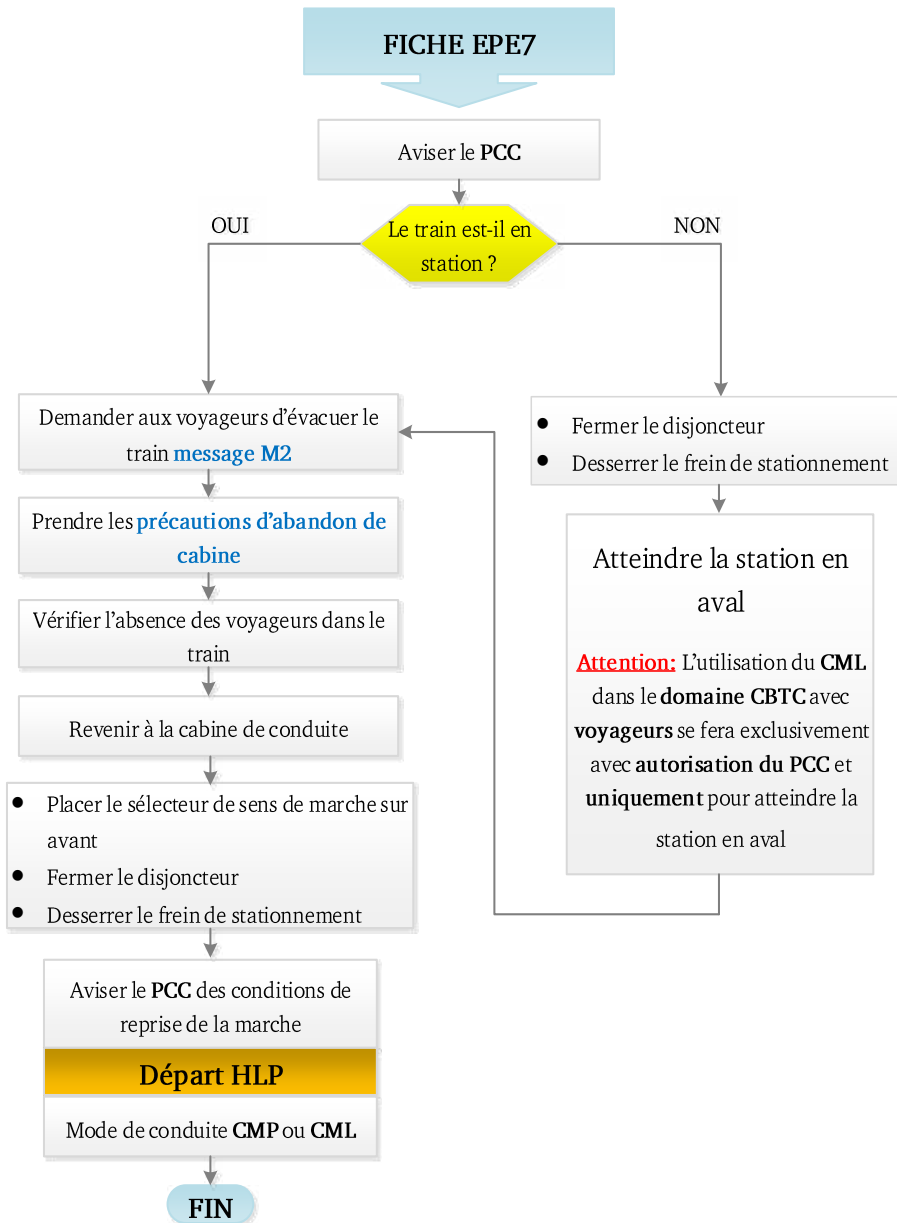 FICHE EPE7
Aviser le PCC
Le train est-il en
station ?
OUI
NON
Demander aux voyageurs d'évacuer le
train message M2
Prendre les précautions d'abandon de
cabine
Vérifier l'absence des voyageurs dans le
train
Revenir à la cabine de conduite
• Placer le sélecteur de sens de marche sur
avant
• Fermer le disjoncteur
• Desserrer le frein de stationnement
Aviser le PCC des conditions de
reprise de la marche
Départ HLP
Mode de conduite CMP ou CML
FIN
• Fermer le disjoncteur
• Desserrer le frein de stationnement
Atteindre la station en
aval
Attention: L'utilisation du CML
dans le domaine CBTC avec
voyageurs se fera exclusivement
avec autorisation du PCC et
uniquement pour atteindre la
station en aval